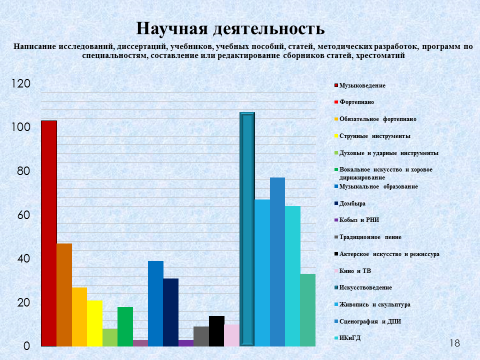 Научная деятельность
Написание исследований, диссертаций, учебников, учебных пособий, статей, методических разработок, программ по
специальностям, составление или редактирование сборников статей, хрестоматий
120
100
80
60
40
20
0
Музыковедение
Фортепиано
Обязательное фортепиано
Струнные инструменты
Духовые и ударные инструменты
Вокальное искусство и хоровое
дирижирование
Музыкальное образование
Домбыра
Кобыз и РНИ
Традиционное пение
Актерское искусство и режиссура
Кино и ТВ
Искусствоведение
Живопись и скульптура
Сценография и ДПИ
ИКиГД
18